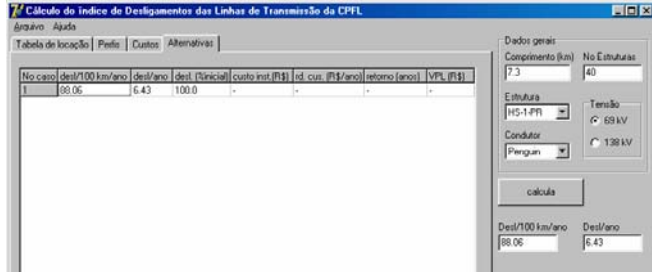 Cálculo do índice de Desligamentos das Linhas de Transmissão da CPFL
Arquivo Ajuda
Tabela de locação Perfis Custos Alternativas
No caso desl/100 km/ano desl/ano desl. (%inicial) custo inst.(R$) rd. cus. (R$/ano) retorno (anos) VPL (R$)
1 88.06 6.43 100.0 - - - -
Dados gerais
Comprimento (km) No Estruturas
7.3 40
Estrutura
HS-1-PR
Tensão
69 kV
138 kV
Condutor
Penguin
calcula
Desl/100 km/ano Desl/ano
88.06 6.43